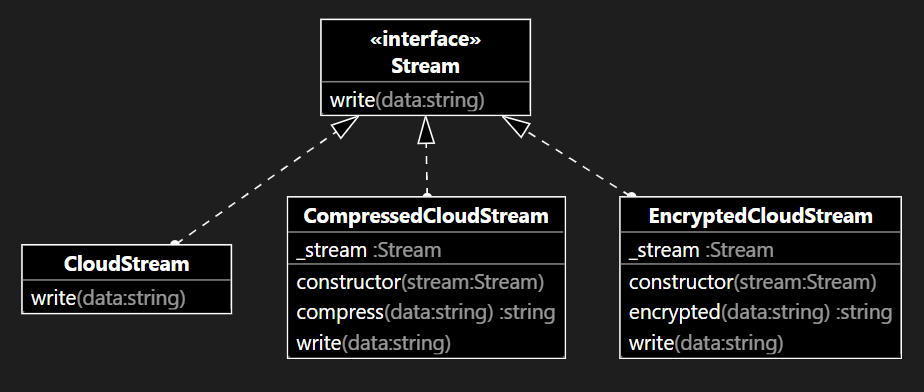 «interface»
Stream
write(data:string)
CloudStream
write(data:string)
CompressedCloudStream
_stream :Stream
constructor(stream:Stream)
compress(data:string) :string
write(data:string)
EncryptedCloudStream
_stream :Stream
constructor(stream:Stream)
encrypted(data:string) :string
write(data:string)